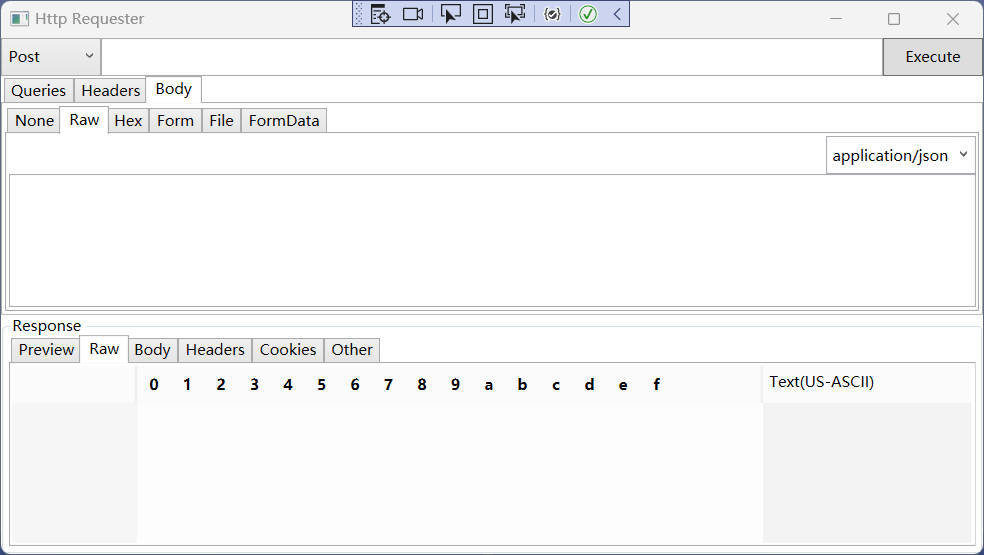 Http Requester
Post Execute
Queries Headers Body
None Raw Hex Form File FormData
application/json
Response
Preview Raw Body Headers Cookies Other
0 1 2 3 4 5 6 7 8 9 a b c d e f Text(US-ASCII)